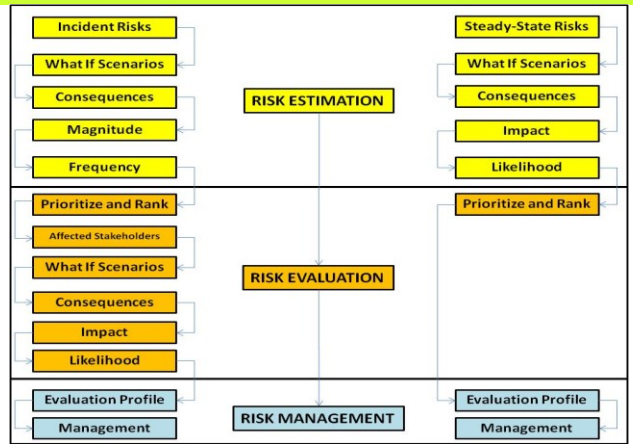 Incident Risks
What If Scenarios
Consequences
Magnitude
Frequency
RISK ESTIMATION
Steady-State Risks
What If Scenarios
Consequences
Impact
Likelihood
Prioritize and Rank
Affected Stakeholders
What If Scenarios
Consequences
Impact
Likelihood
RISK EVALUATION
Prioritize and Rank
Evaluation Profile
Management
RISK MANAGEMENT
Evaluation Profile
Management